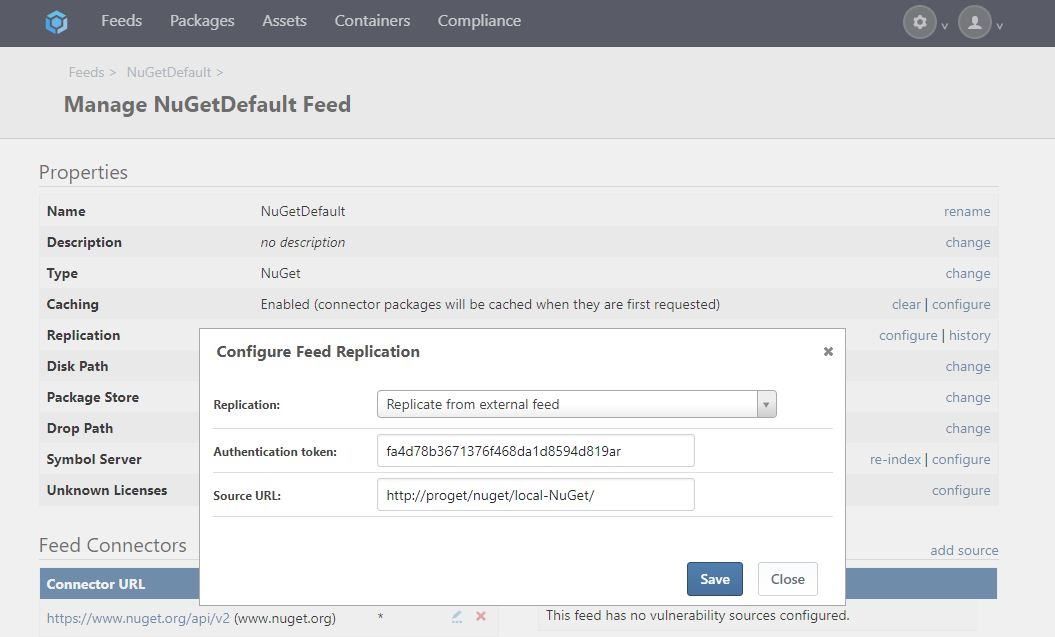 Feeds Packages Assets Containers Compliance
Feeds > NuGetDefault >
Manage NuGetDefault Feed
Properties
Name NuGetDefault rename
Description no description change
Type NuGet change
Caching Enabled (connector packages will be cached when they are first requested) clear | configure
Replication configure | history
Disk Path change
Package Store change
Drop Path change
Symbol Server re-index | configure
Unknown Licenses configure
Configure Feed Replication
Replication: Replicate from external feed
Authentication token: fa4d78b3671376f468da1d8594d819ar
Source URL: http://proget/nuget/local-NuGet/
Save Close
Feed Connectors add source
Connector URL
https://www.nuget.org/api/v2 (www.nuget.org) * This feed has no vulnerability sources configured.